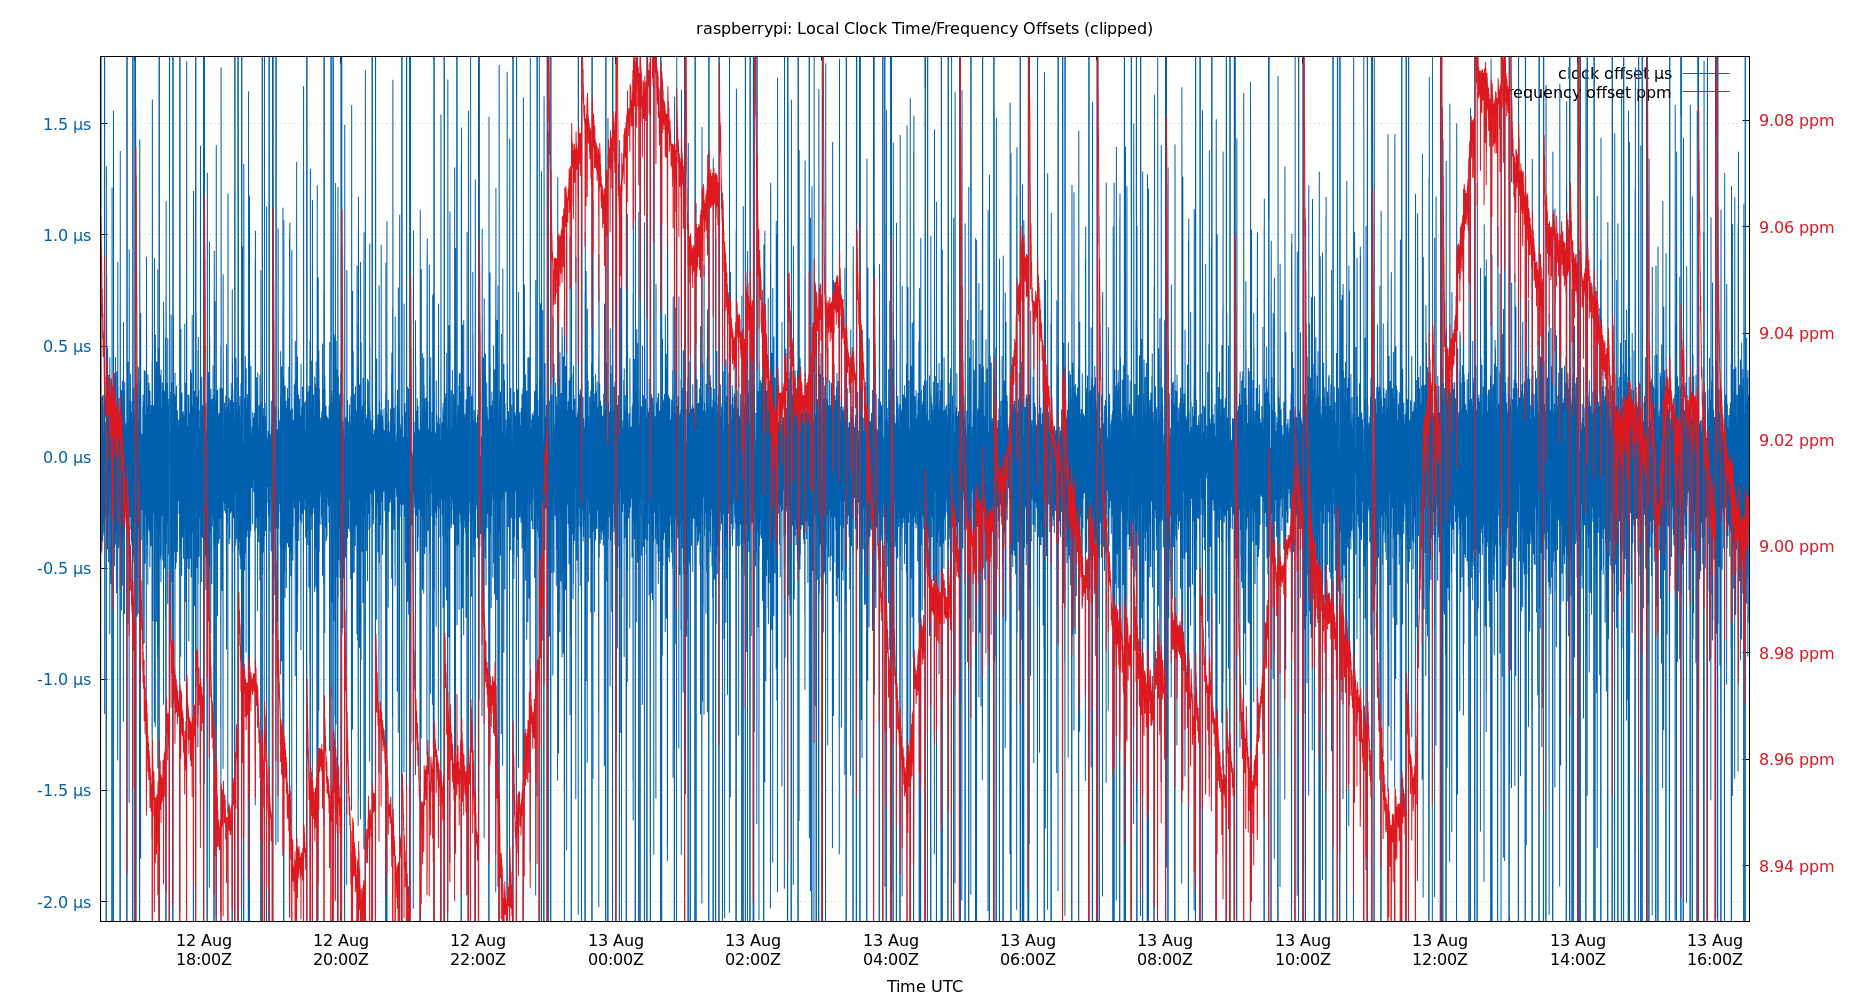 raspberrypi: Local Clock Time/Frequency Offsets (clipped)
clock offset µs
requency offset ppm
1.5 µs
1.0 µs
0.5 µs
0.0 µs
-0.5 µs
-1.0 µs
-1.5 µs
-2.0 µs
9.08 ppm
9.06 ppm
9.04 ppm
9.02 ppm
9.00 ppm
8.98 ppm
8.96 ppm
8.94 ppm
12 Aug
18:00Z
12 Aug
20:00Z
12 Aug
22:00Z
13 Aug
00:00Z
13 Aug
02:00Z
13 Aug
04:00Z
13 Aug
06:00Z
13 Aug
08:00Z
13 Aug
10:00Z
13 Aug
12:00Z
13 Aug
14:00Z
13 Aug
16:00Z
Time UTC